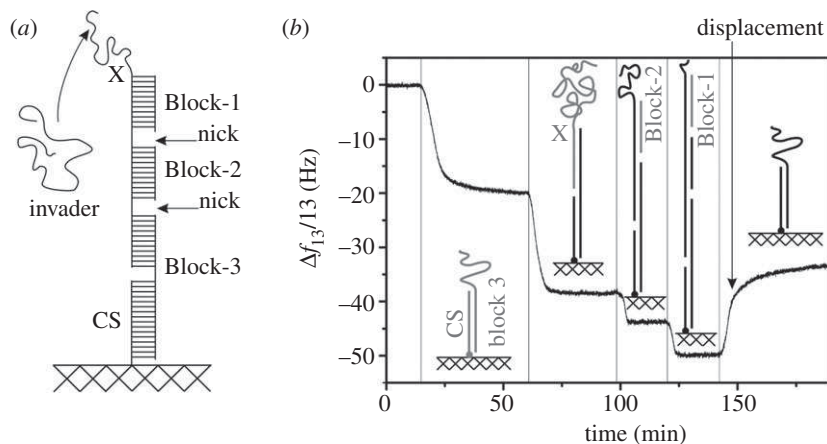 (a)
X
Block-1
nick
Block-2
nick
invader
Block-3
CS
(b)
displacement
0
−10
−20
−30
−40
−50
Δf13/13 (Hz)
CS
block 3
X
Block-2
Block-1
0
50
100
150
time (min)